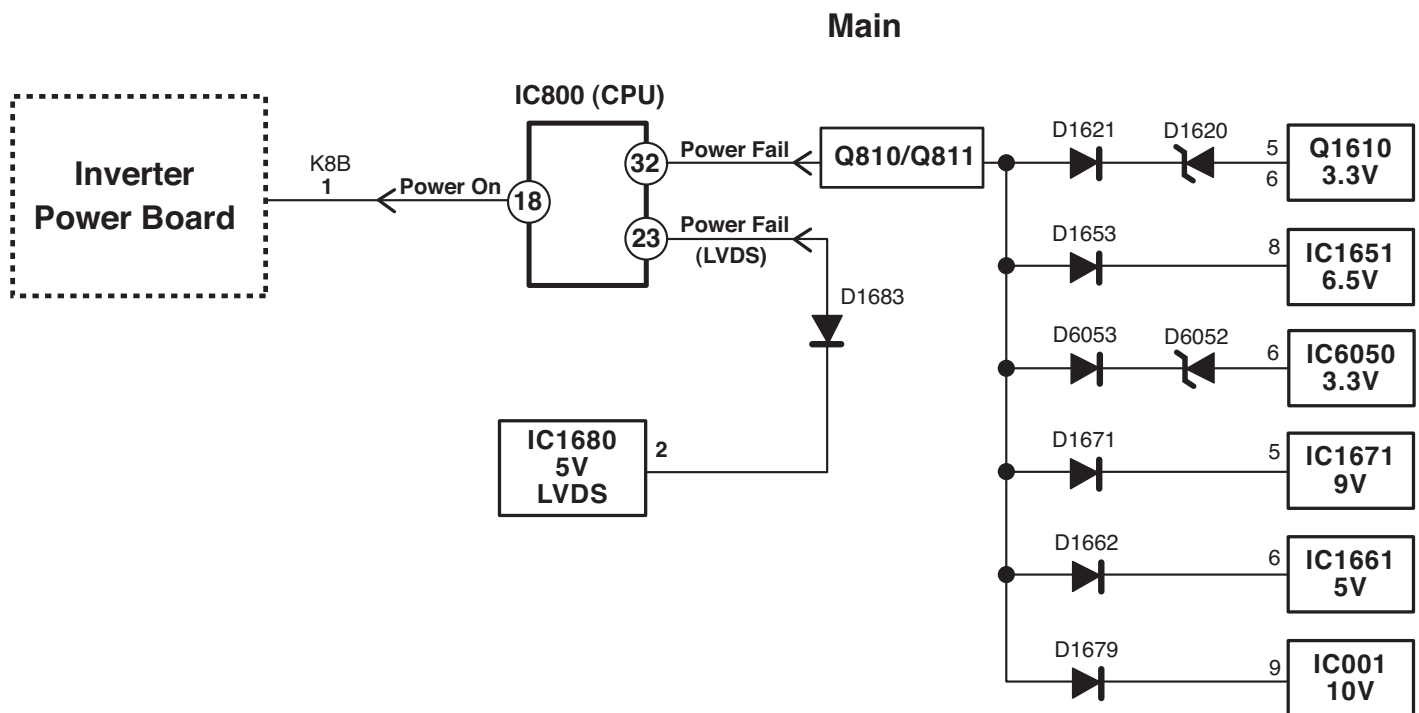 Main
Inverter
Power Board
K8B
1
Power On
IC800 (CPU)
18
32
23
Power Fail
Power Fail
(LVDS)
D1683
IC1680
5V
LVDS
2
Q810/Q811
D1621
D1620
5
6
Q1610
3.3V
D1653
8
IC1651
6.5V
D6053
D6052
6
IC6050
3.3V
D1671
5
IC1671
9V
D1662
6
IC1661
5V
D1679
9
IC001
10V